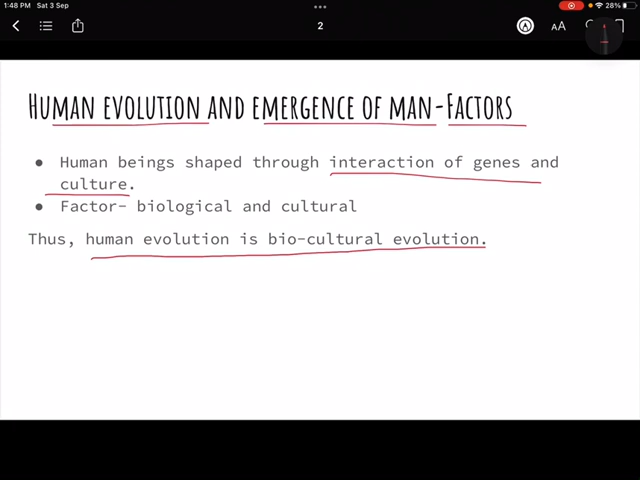 1:48 PM Sat 3 Sep
28%
2
AA
Human evolution and emergence of man-Factors
● Human beings shaped through interaction of genes and
culture.
● Factor- biological and cultural
Thus, human evolution is bio-cultural evolution.